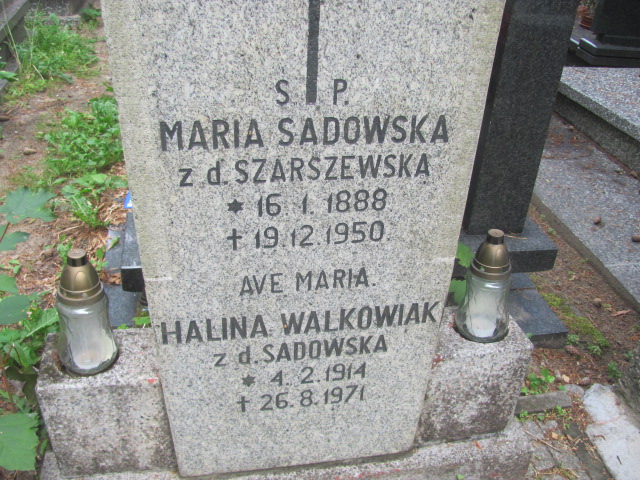 S. P.
MARIA SADOWSKA
z d. SZARSZEWSKA
* 16. 1. 1888
+ 19. 12. 1950.
AVE MARIA.
HALINA WALKOWIAK
z d. SADOWSKA
* 4. 2. 1914
+ 26. 8. 1971